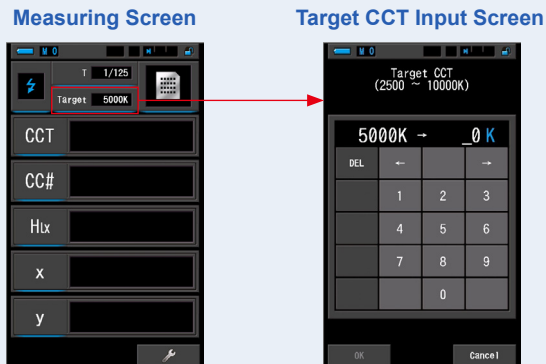 Measuring Screen
Target CCT Input Screen
M 0
T 1/125
Target 5000K
CCT
CC#
HLx
x
y
M 0
Target CCT
(2500 ~ 10000K)
5000K → _0 K
DEL ← →
1 2 3
4 5 6
7 8 9
0
OK Cancel